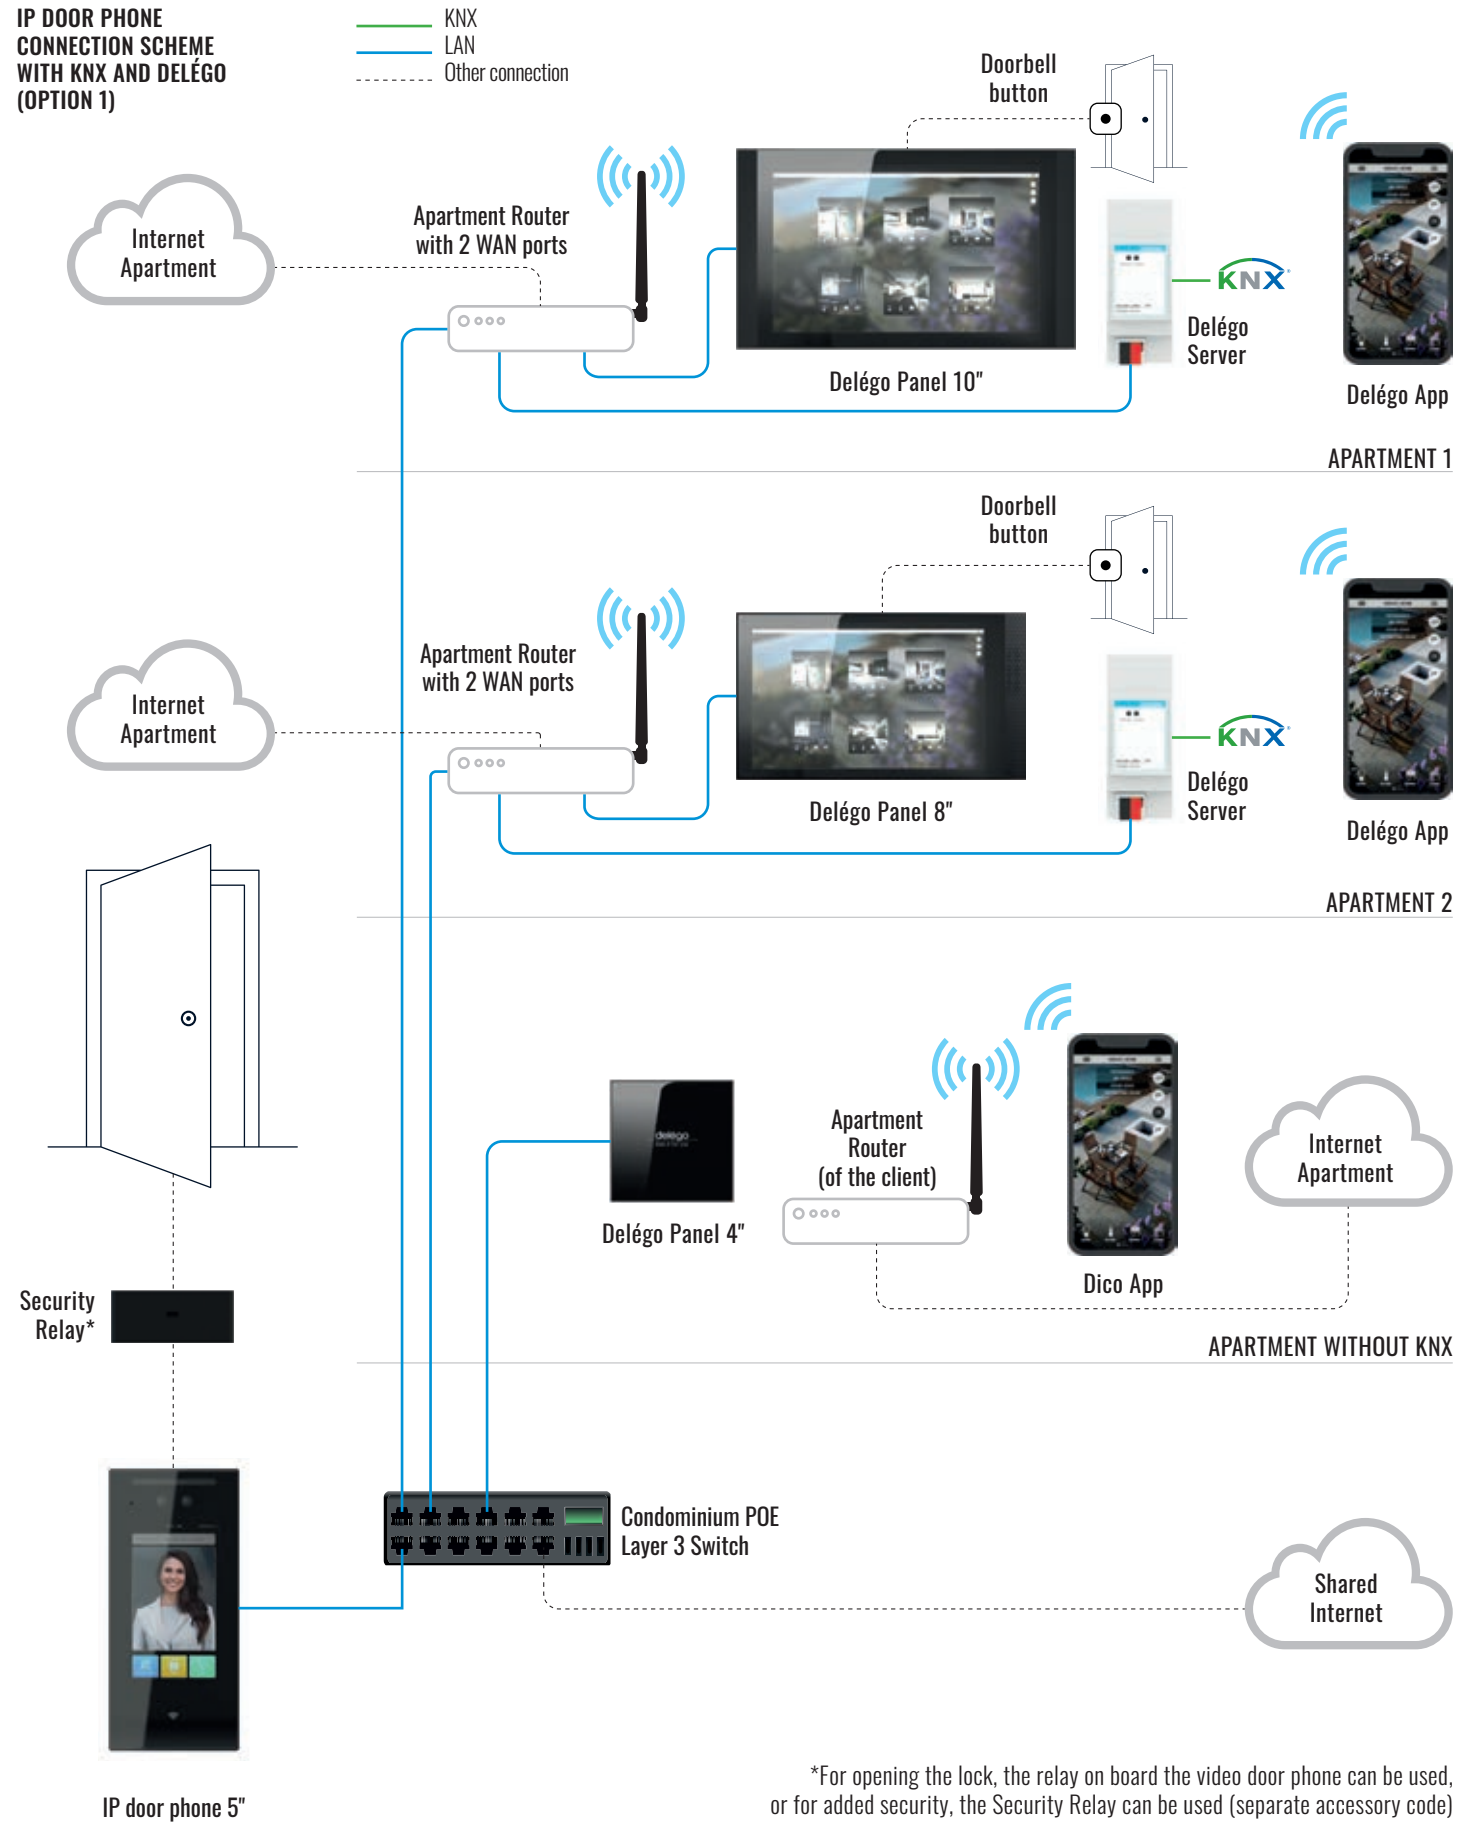 IP DOOR PHONE
CONNECTION SCHEME
WITH KNX AND DELÉGO
(OPTION 1)
KNX
LAN
Other connection
Doorbell
button
Internet
Apartment
Apartment Router
with 2 WAN ports
KNX
Delégo
Server
Delégo Panel 10"
Delégo App
APARTMENT 1
Doorbell
button
Internet
Apartment
Apartment Router
with 2 WAN ports
KNX
Delégo
Server
Delégo Panel 8"
Delégo App
APARTMENT 2
delégo
Delégo Panel 4"
Apartment
Router
(of the client)
Dico App
Internet
Apartment
APARTMENT WITHOUT KNX
Security
Relay*
Condominium POE
Layer 3 Switch
Shared
Internet
IP door phone 5"
*For opening the lock, the relay on board the video door phone can be used,
or for added security, the Security Relay can be used (separate accessory code)